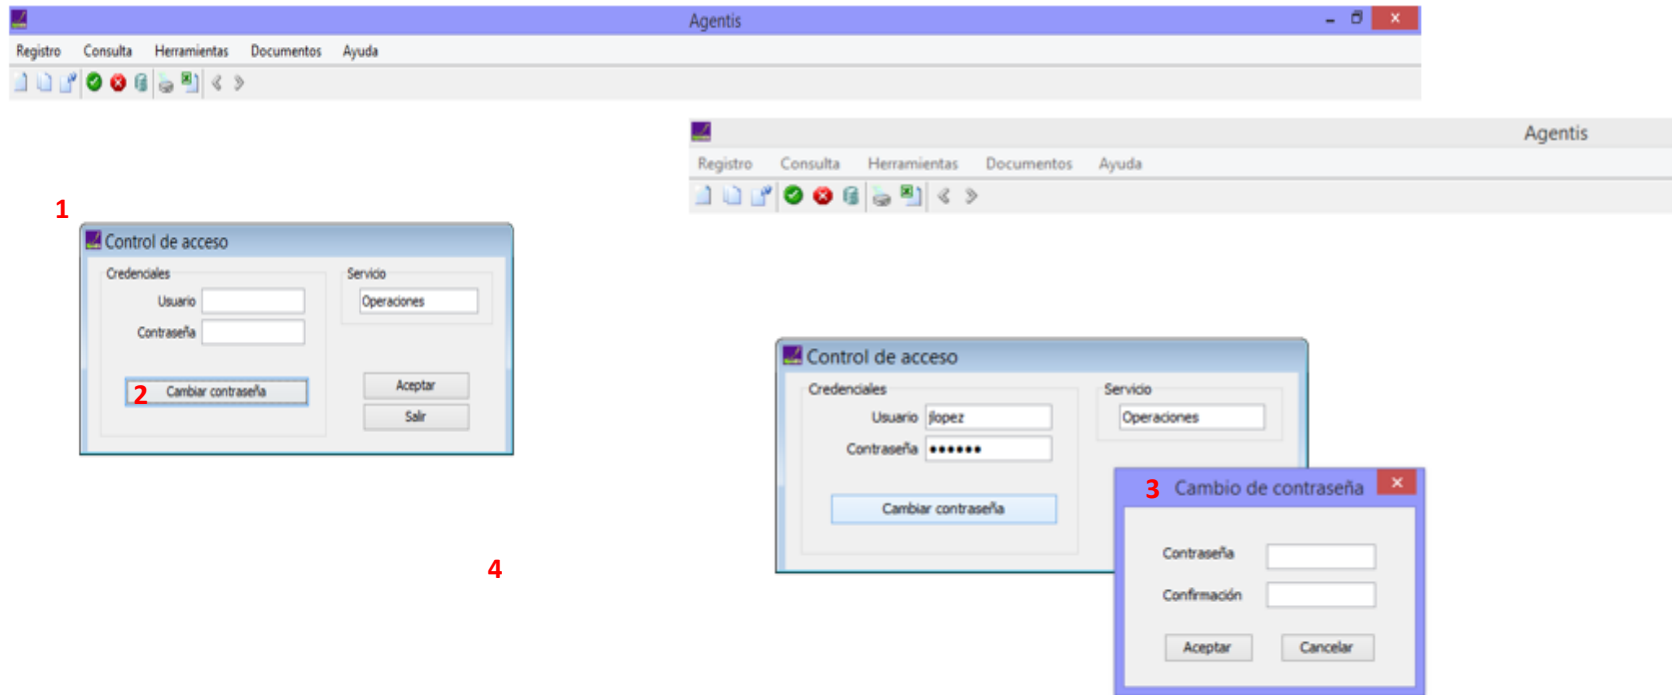 Agentis
Registro Consulta Herramientas Documentos Ayuda
Agentis
Registro Consulta Herramientas Documentos Ayuda
1
Control de acceso
Credenciales Servicio
Usuario Operaciones
Contraseña
2 Cambiar contraseña Aceptar
Salir
Control de acceso
Credenciales Servicio
Usuario jlopez Operaciones
Contraseña ●●●●●●
Cambiar contraseña
3 Cambio de contraseña
Contraseña
Confirmación
Aceptar Cancelar
4